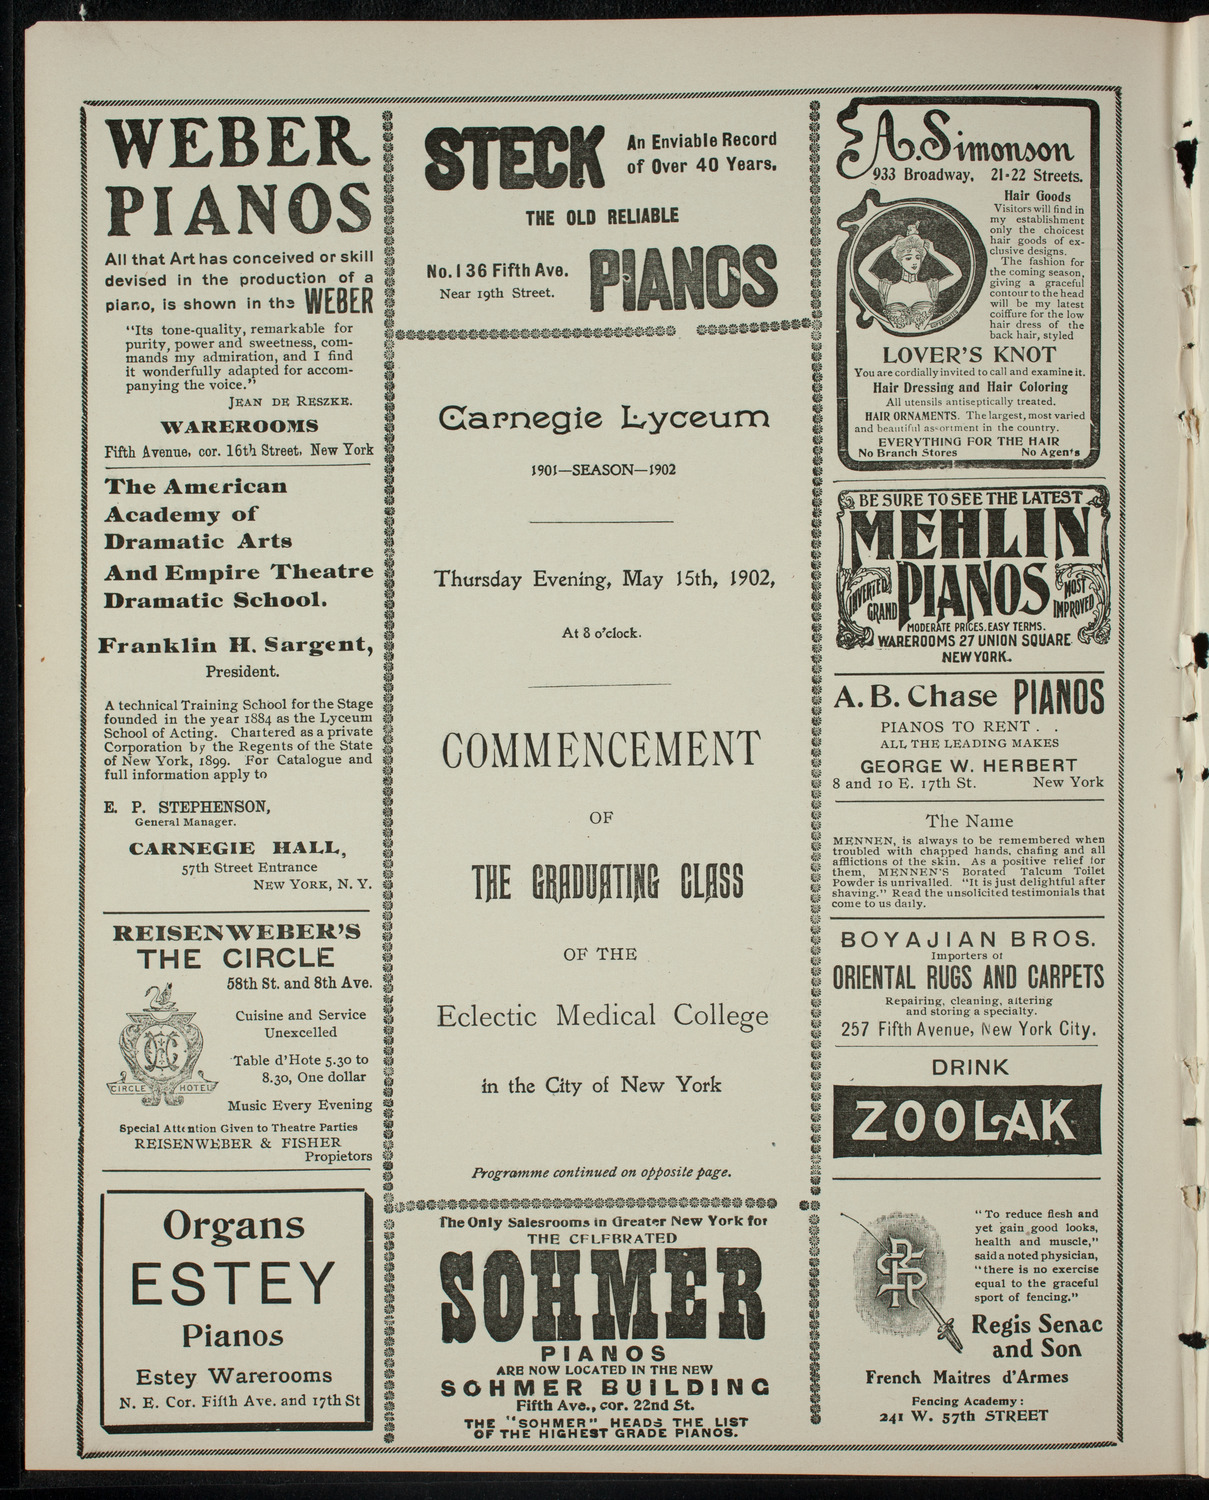 WEBER
PIANOS
All that Art has conceived or skill
devised in the production of a
piano, is shown in the WEBER
"Its tone-quality, remarkable for
purity, power and sweetness, com-
mands my admiration, and I find
it wonderfully adapted for accom-
panying the voice."
JEAN DE RESZKE.
WAREROOMS
Fifth Avenue, cor. 16th Street, New York
The American
Academy of
Dramatic Arts
And Empire Theatre
Dramatic School.
Franklin H. Sargent,
President.
A technical Training School for the Stage
founded in the year 1884 as the Lyceum
School of Acting. Chartered as a private
Corporation by the Regents of the State
of New York, 1899. For Catalogue and
full information apply to
E. P. STEPHENSON,
General Manager.
CARNEGIE HALL,
57th Street Entrance
NEW YORK, N. Y.
REISENWEBER'S
THE CIRCLE
58th St. and 8th Ave.
Cuisine and Service
Unexcelled
Table d'Hote 5.30 to
8.30, One dollar
Music Every Evening
CIRCLE HOTEL
Special Attention Given to Theatre Parties
REISENWEBER & FISHER
Propietors
Organs
ESTEY
Pianos
Estey Warerooms
N. E. Cor. Fifth Ave. and 17th St
STECK
An Enviable Record
of Over 40 Years.
THE OLD RELIABLE
No. 136 Fifth Ave.
Near 19th Street.
PIANOS
Carnegie Lyceum
1901—SEASON—1902
Thursday Evening, May 15th, 1902,
At 8 o'clock.
COMMENCEMENT
OF
THE GRADUATING CLASS
OF THE
Eclectic Medical College
in the City of New York
Programme continued on opposite page.
The Only Salesrooms in Greater New York for
THE CELEBRATED
SOHMER
PIANOS
ARE NOW LOCATED IN THE NEW
SOHMER BUILDING
Fifth Ave., cor. 22nd St.
THE "SOHMER" HEADS THE LIST
OF THE HIGHEST GRADE PIANOS.
A. Simonson
933 Broadway, 21-22 Streets.
Hair Goods
Visitors will find in
my establishment
only the choicest
hair goods of ex-
clusive designs.
The fashion for
the coming season,
giving a graceful
contour to the head
will be my latest
coiffure for the low
hair dress of the
back hair, styled
LOVER'S KNOT
You are cordially invited to call and examine it.
Hair Dressing and Hair Coloring
All utensils antiseptically treated.
HAIR ORNAMENTS. The largest, most varied
and beautiful assortment in the country.
EVERYTHING FOR THE HAIR
No Branch Stores No Agents
BE SURE TO SEE THE LATEST
MEHLIN
PIANOS
INVERTED GRAND
MOST IMPROVED
MODERATE PRICES. EASY TERMS.
WAREROOMS 27 UNION SQUARE
NEW YORK.
A. B. Chase PIANOS
PIANOS TO RENT . .
ALL THE LEADING MAKES
GEORGE W. HERBERT
8 and 10 E. 17th St. New York
The Name
MENNEN, is always to be remembered when
troubled with chapped hands, chafing and all
afflictions of the skin. As a positive relief for
them, MENNEN'S Borated Talcum Toilet
Powder is unrivalled. "It is just delightful after
shaving." Read the unsolicited testimonials that
come to us daily.
BOYAJIAN BROS.
Importers of
ORIENTAL RUGS AND CARPETS
Repairing, cleaning, altering
and storing a specialty.
257 Fifth Avenue, New York City.
DRINK
ZOOLAK
"To reduce flesh and
yet gain good looks,
health and muscle,"
said a noted physician,
"there is no exercise
equal to the graceful
sport of fencing."
Regis Senac
and Son
French Maitres d'Armes
Fencing Academy:
241 W. 57th STREET